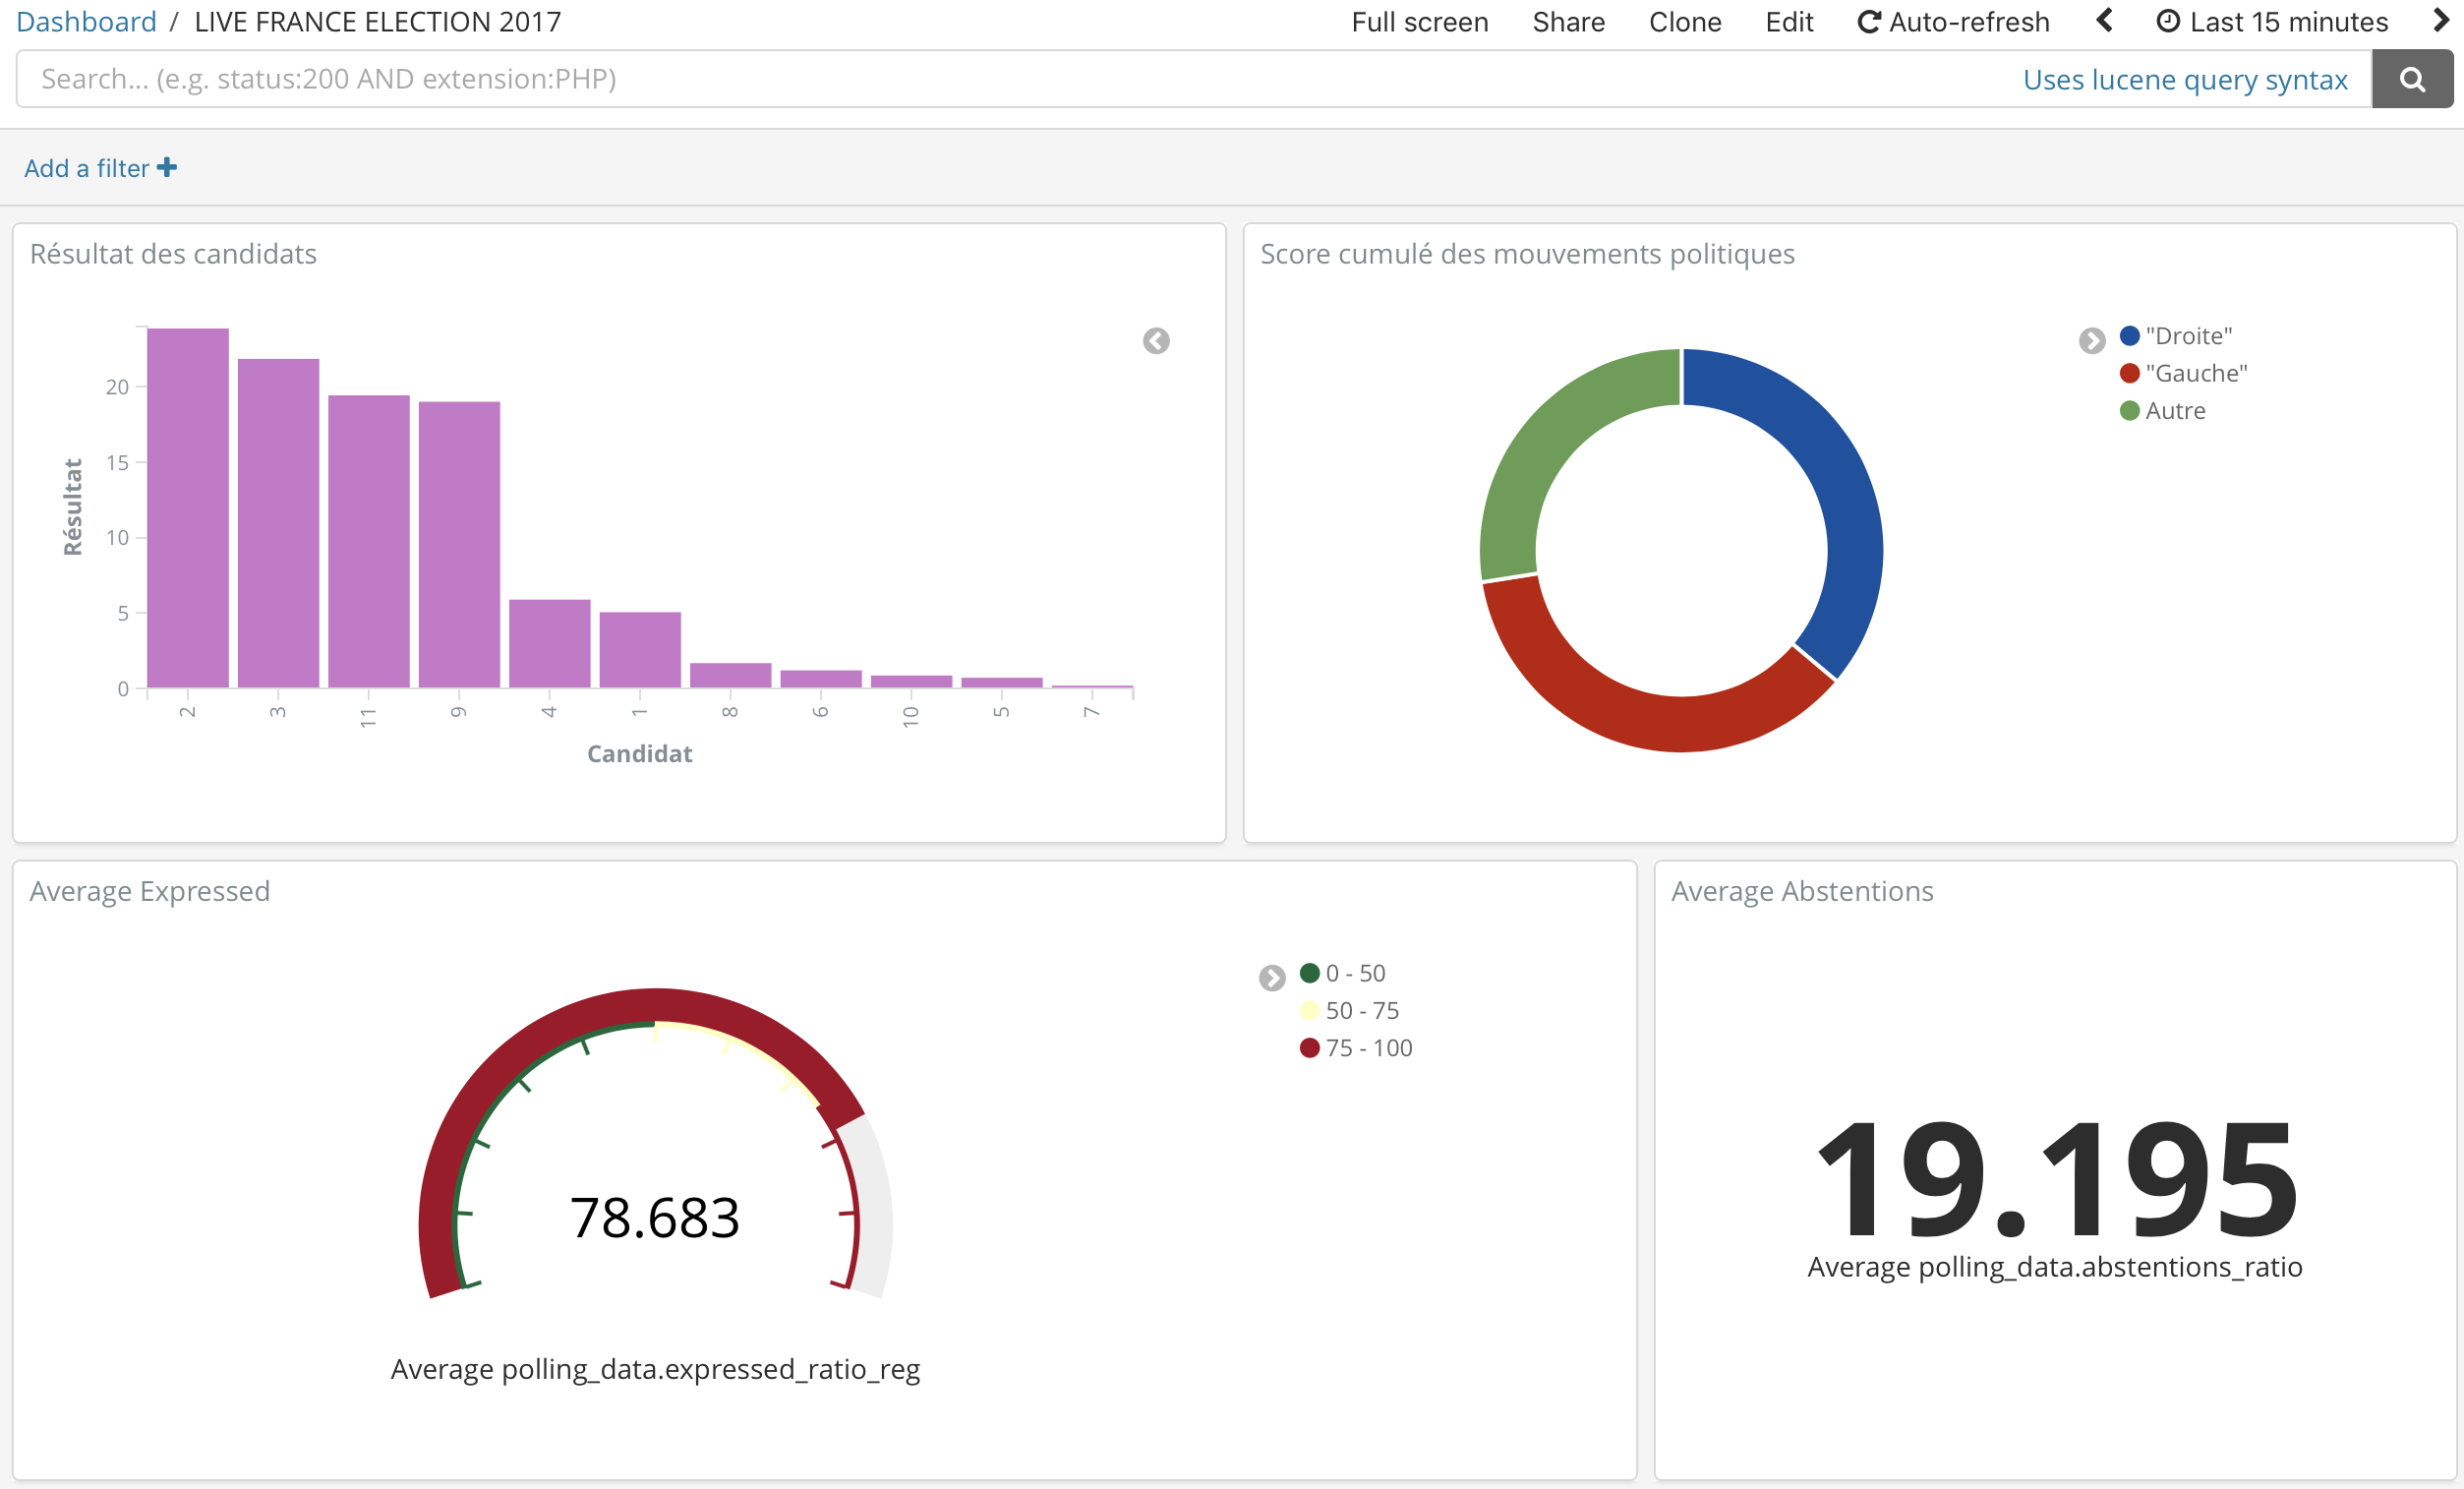 Dashboard / LIVE FRANCE ELECTION 2017 Full screen Share Clone Edit Auto-refresh Last 15 minutes
Search... (e.g. status:200 AND extension:PHP) Uses lucene query syntax
Add a filter
Résultat des candidats
20
15
10
5
0
Résultat
2 3 11 9 4 1 8 6 10 5 7
Candidat
Score cumulé des mouvements politiques
"Droite"
"Gauche"
Autre
Average Expressed
0 - 50
50 - 75
75 - 100
78.683
Average polling_data.expressed_ratio_reg
Average Abstentions
19.195
Average polling_data.abstentions_ratio